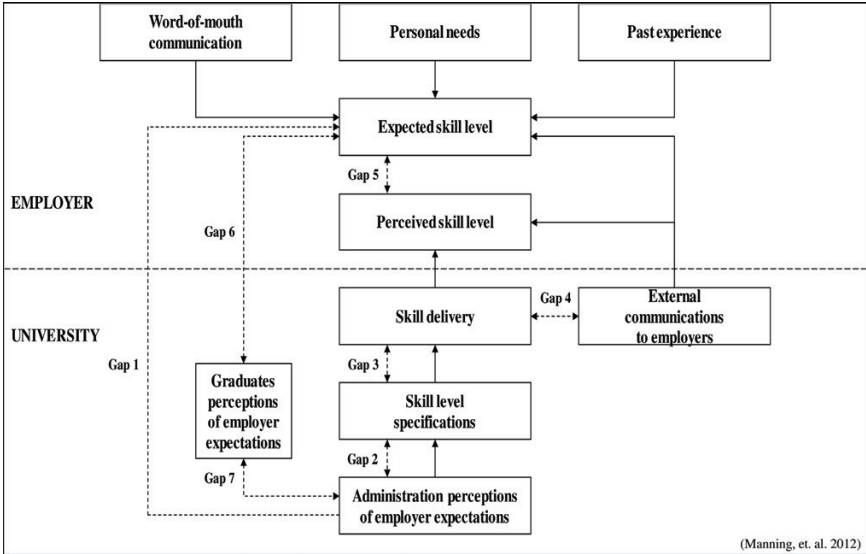 Word-of-mouth
communication
Personal needs
Past experience
Expected skill level
Gap 5
EMPLOYER
Perceived skill level
Gap 6
Gap 4
Skill delivery
External
communications
to employers
UNIVERSITY
Gap 1
Gap 3
Graduates
perceptions
of employer
expectations
Skill level
specifications
Gap 2
Gap 7
Administration perceptions
of employer expectations
(Manning, et. al. 2012)